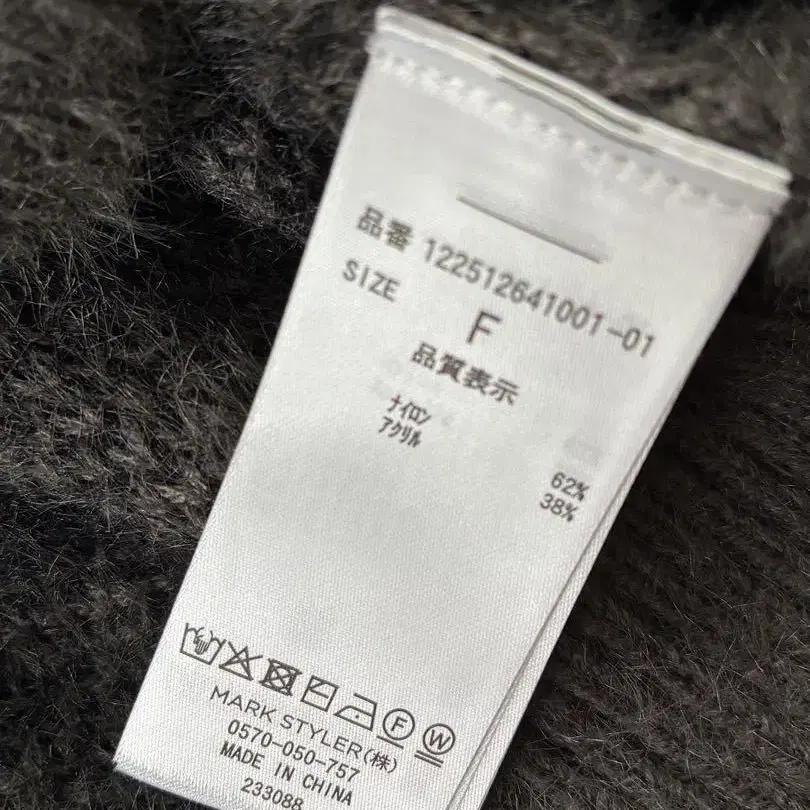 品番 122512641001-01
SIZE F
品質表示
ナイロン 62%
アクリル 38%
F W
MARK STYLER(株)
0570-050-757
MADE IN CHINA
233088